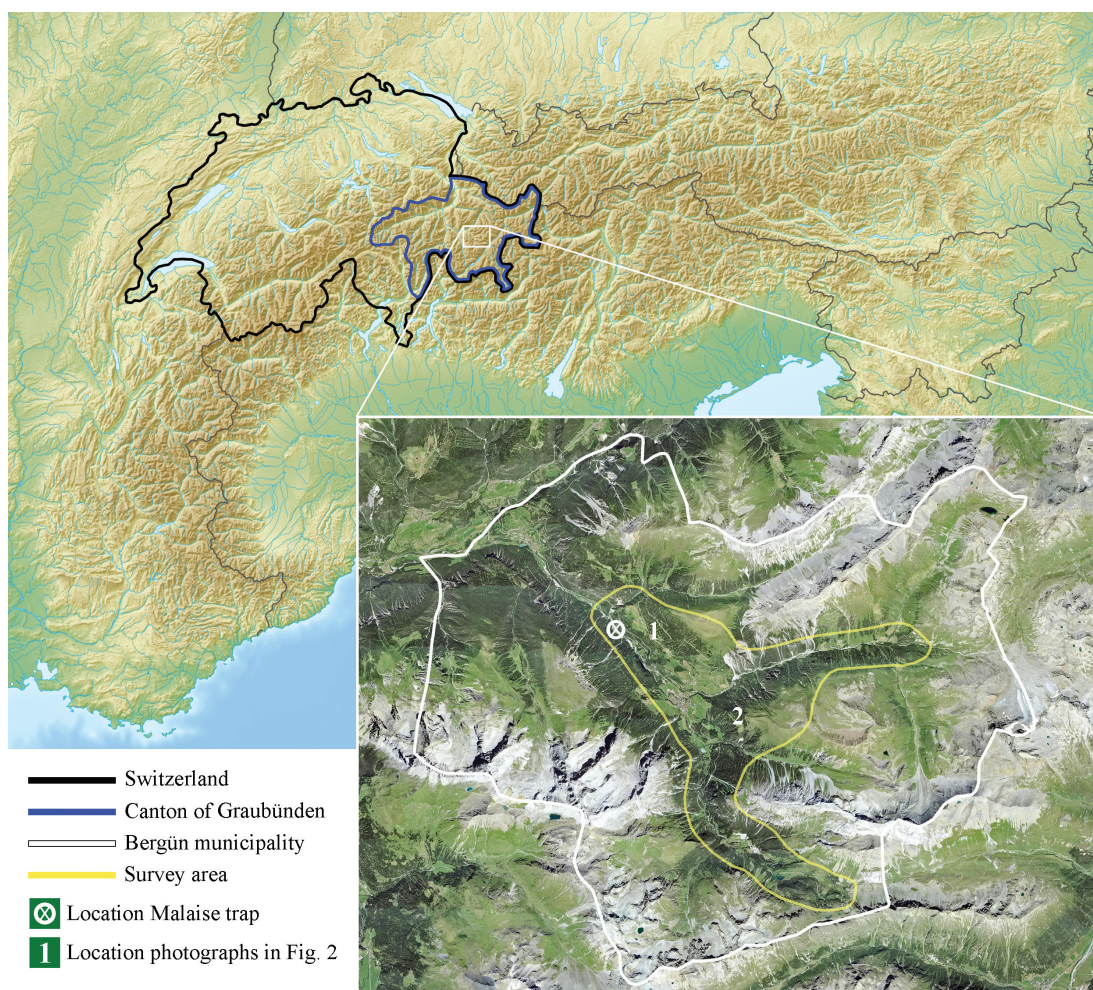 1
2
Switzerland
Canton of Graubünden
Bergün municipality
Survey area
Location Malaise trap
1 Location photographs in Fig. 2